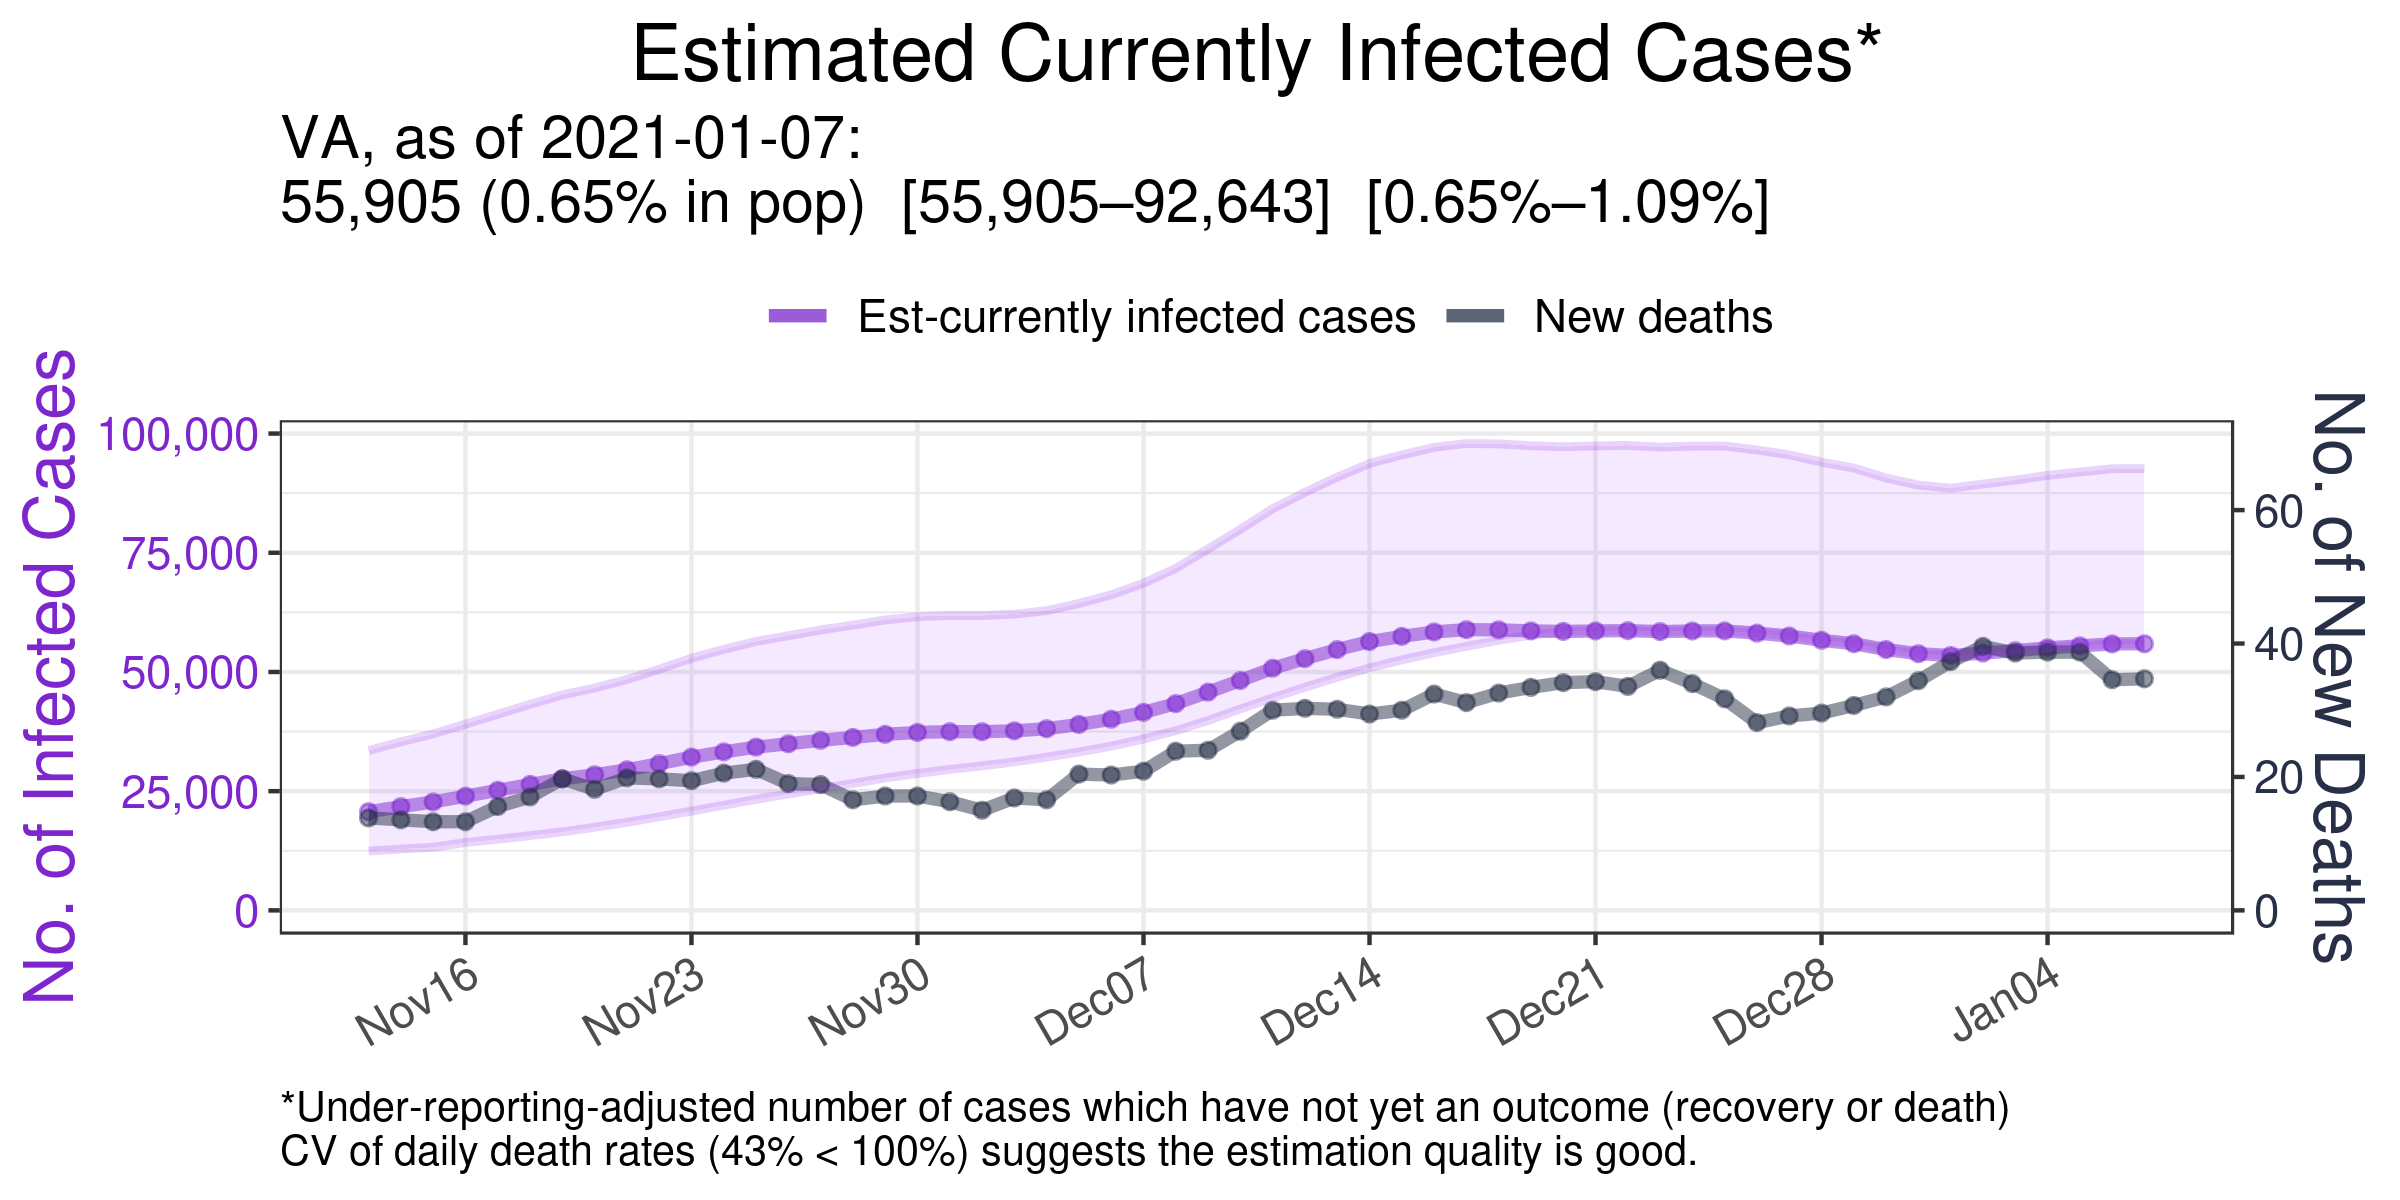 Estimated Currently Infected Cases*
VA, as of 2021-01-07:
55,905 (0.65% in pop)  [55,905–92,643]  [0.65%–1.09%]
Est-currently infected cases
New deaths
No. of Infected Cases
100,000
75,000
50,000
25,000
0
No. of New Deaths
60
40
20
0
Nov16
Nov23
Nov30
Dec07
Dec14
Dec21
Dec28
Jan04
*Under-reporting-adjusted number of cases which have not yet an outcome (recovery or death)
CV of daily death rates (43% < 100%) suggests the estimation quality is good.